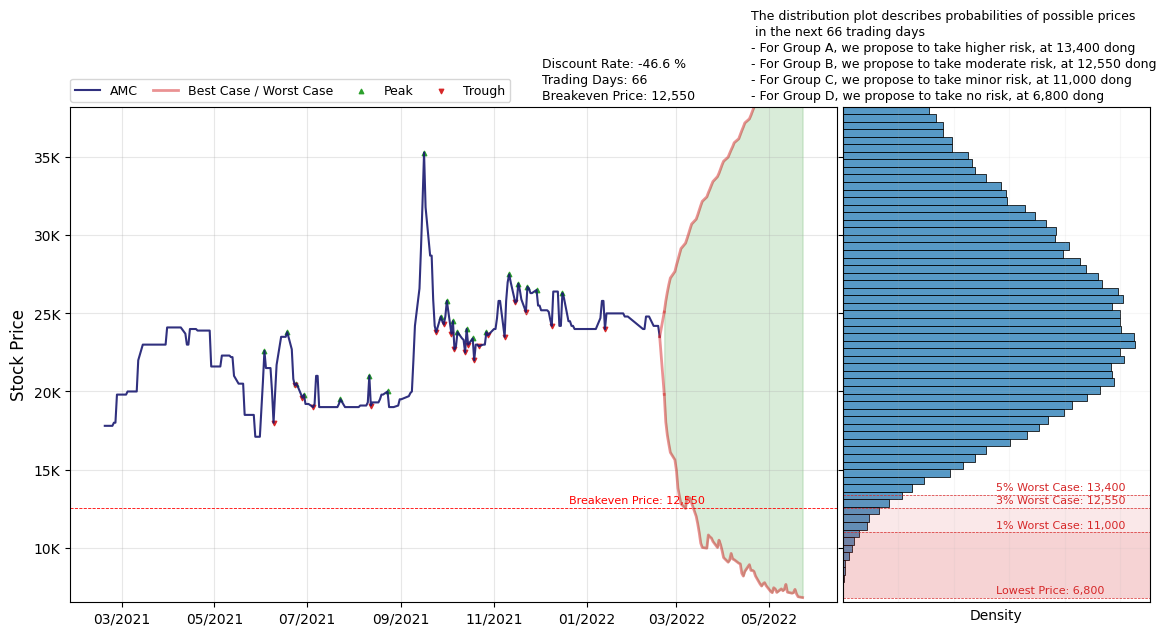 The distribution plot describes probabilities of possible prices
in the next 66 trading days
- For Group A, we propose to take higher risk, at 13,400 dong
- For Group B, we propose to take moderate risk, at 12,550 dong
- For Group C, we propose to take minor risk, at 11,000 dong
- For Group D, we propose to take no risk, at 6,800 dong
Discount Rate: -46.6 %
Trading Days: 66
Breakeven Price: 12,550
AMC
Best Case / Worst Case
Peak
Trough
Stock Price
35K
30K
25K
20K
15K
10K
Breakeven Price: 12,550
03/2021
05/2021
07/2021
09/2021
11/2021
01/2022
03/2022
05/2022
5% Worst Case: 13,400
3% Worst Case: 12,550
1% Worst Case: 11,000
Lowest Price: 6,800
Density